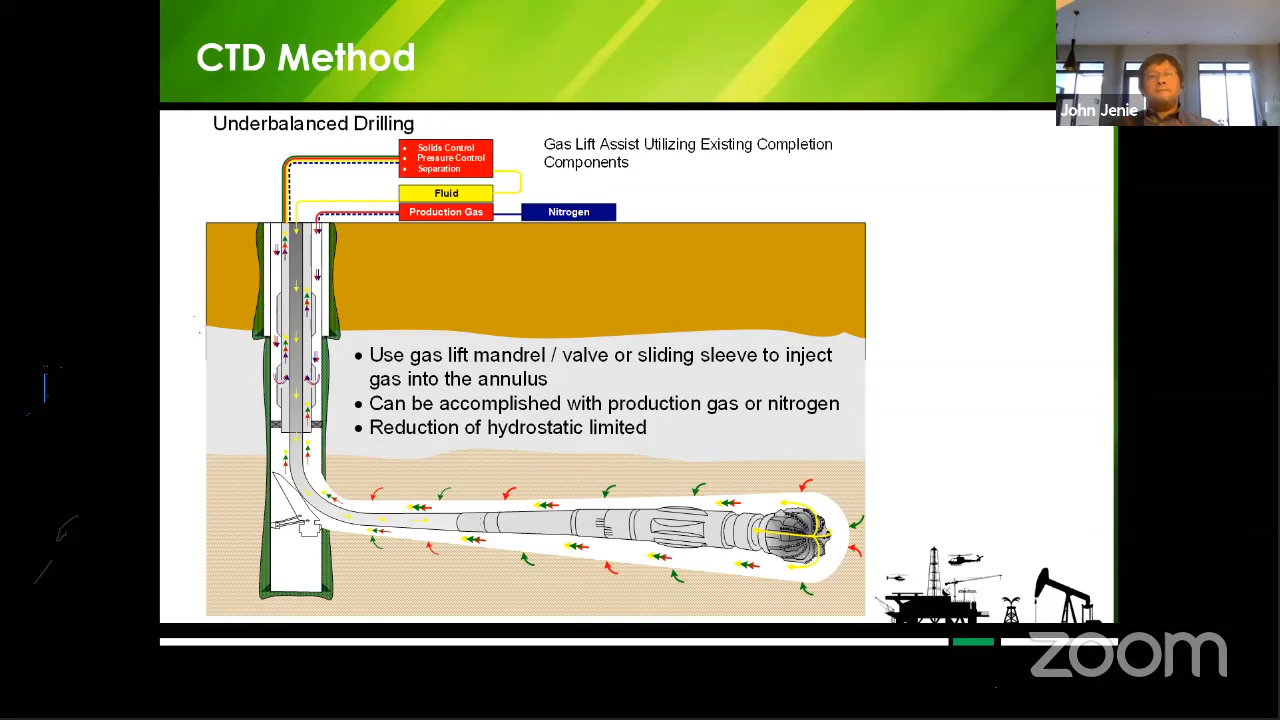 CTD Method
John Jenie
Underbalanced Drilling
• Solids Control
• Pressure Control
• Separation
Gas Lift Assist Utilizing Existing Completion
Components
Fluid
Production Gas
Nitrogen
• Use gas lift mandrel / valve or sliding sleeve to inject
gas into the annulus
• Can be accomplished with production gas or nitrogen
• Reduction of hydrostatic limited
zoom